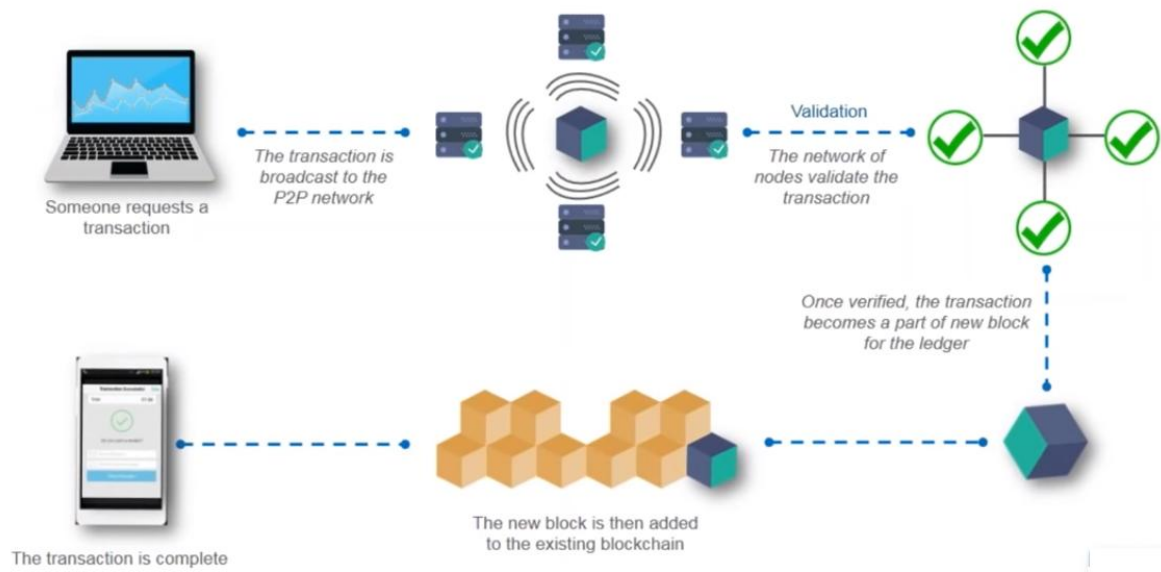 Validation
The transaction is
broadcast to the
P2P network
The network of
nodes validate the
transaction
Someone requests a
transaction
Once verified, the transaction
becomes a part of new block
for the ledger
The new block is then added
to the existing blockchain
The transaction is complete